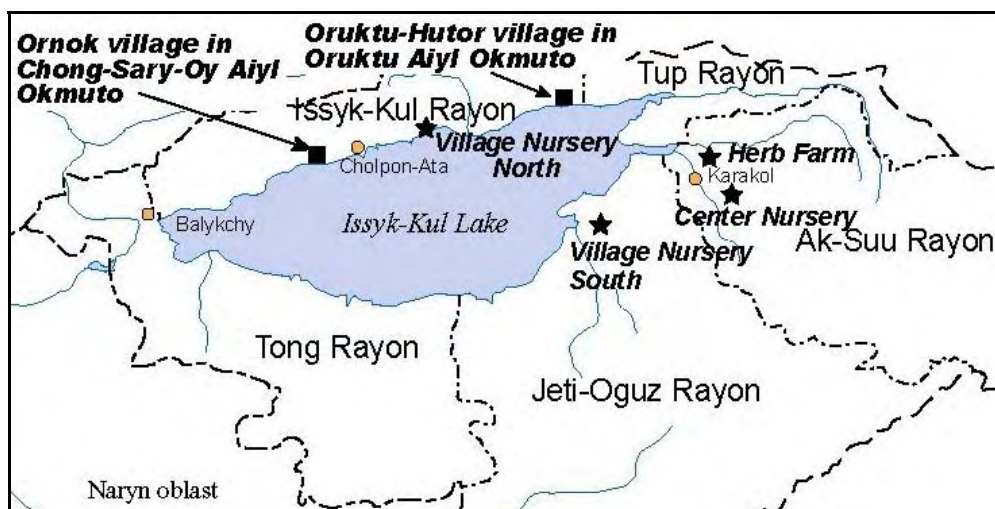 Ornok village in
Chong-Sary-Oy Aiyl
Okmuto
Oruktu-Hutor village in
Oruktu Aiyl Okmuto
Tup Rayon
Issyk-Kul Rayon
Village Nursery
North
Cholpon-Ata
Herb Farm
Karakol
Center Nursery
Balykchy
Issyk-Kul Lake
Ak-Suu Rayon
Village Nursery
South
Tong Rayon
Jeti-Oguz Rayon
Naryn oblast